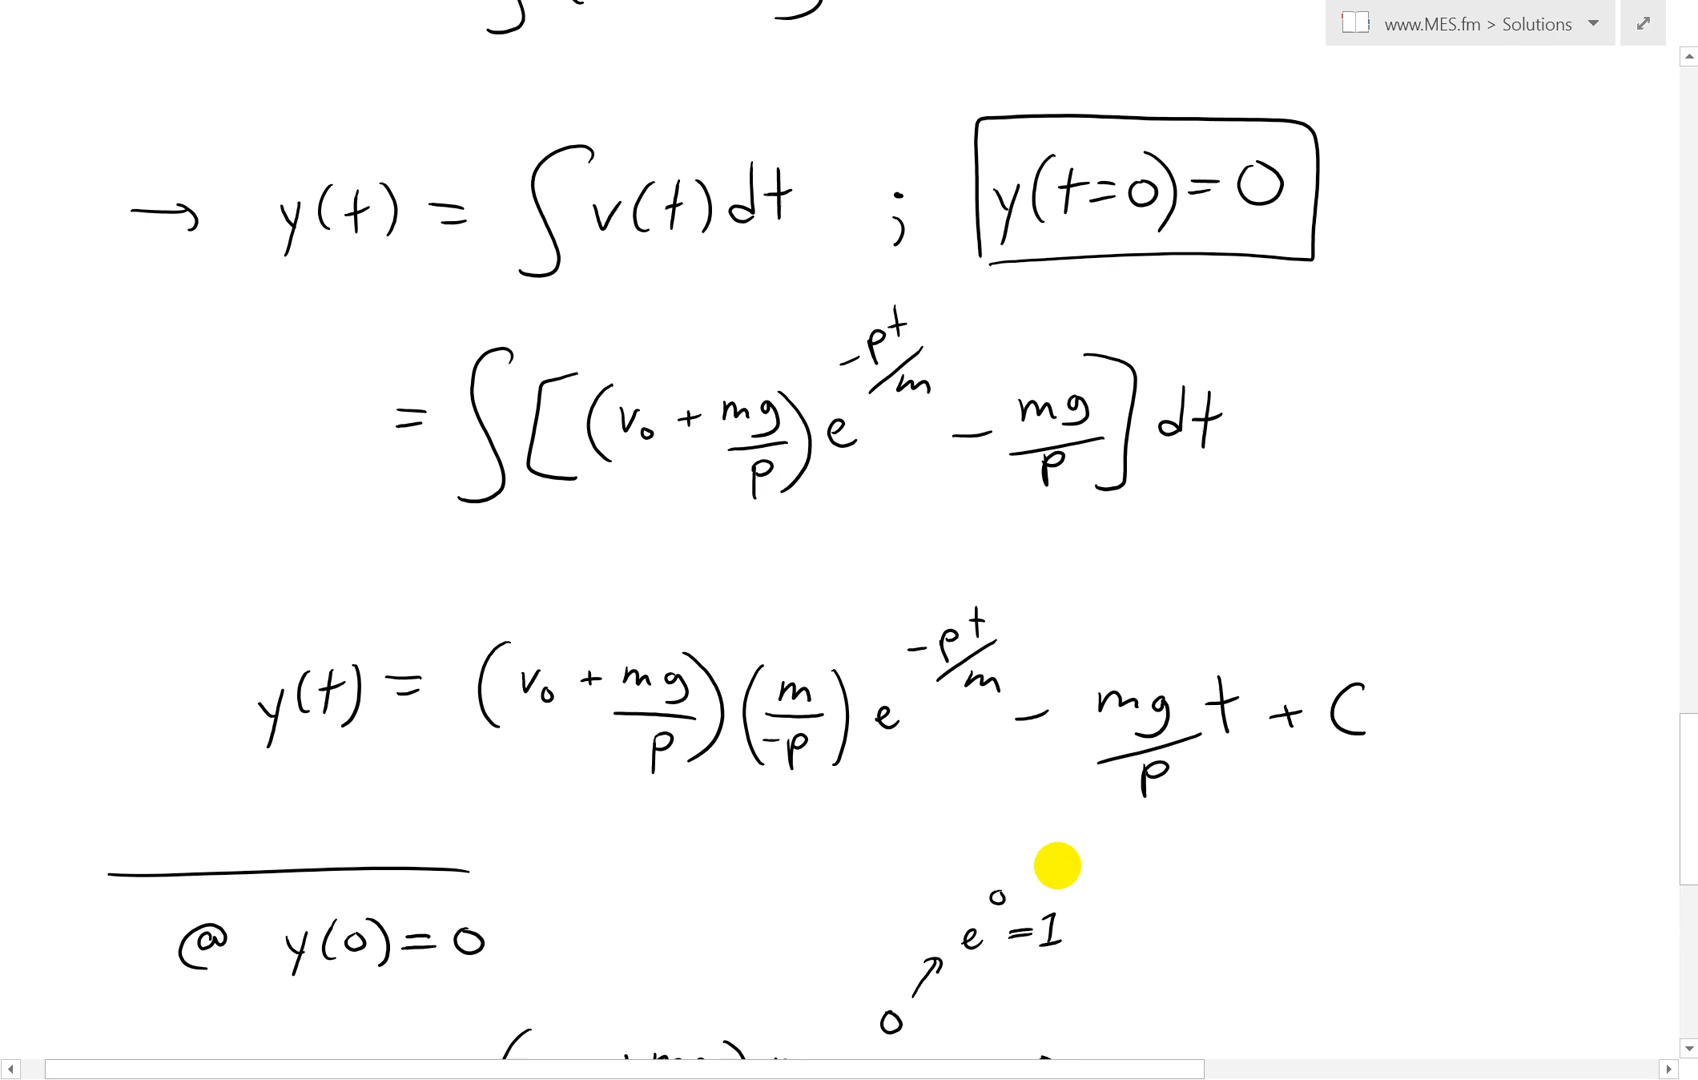 www.MES.fm > Solutions
→ y(t) = ∫ v(t) dt ; y(t=0) = 0
= ∫ [ (v₀ + mg/p) e^(-pt/m) - mg/p ] dt
y(t) = (v₀ + mg/p) (m/-p) e^(-pt/m) - mg/p t + C
@ y(0) = 0
e⁰ = 1
0